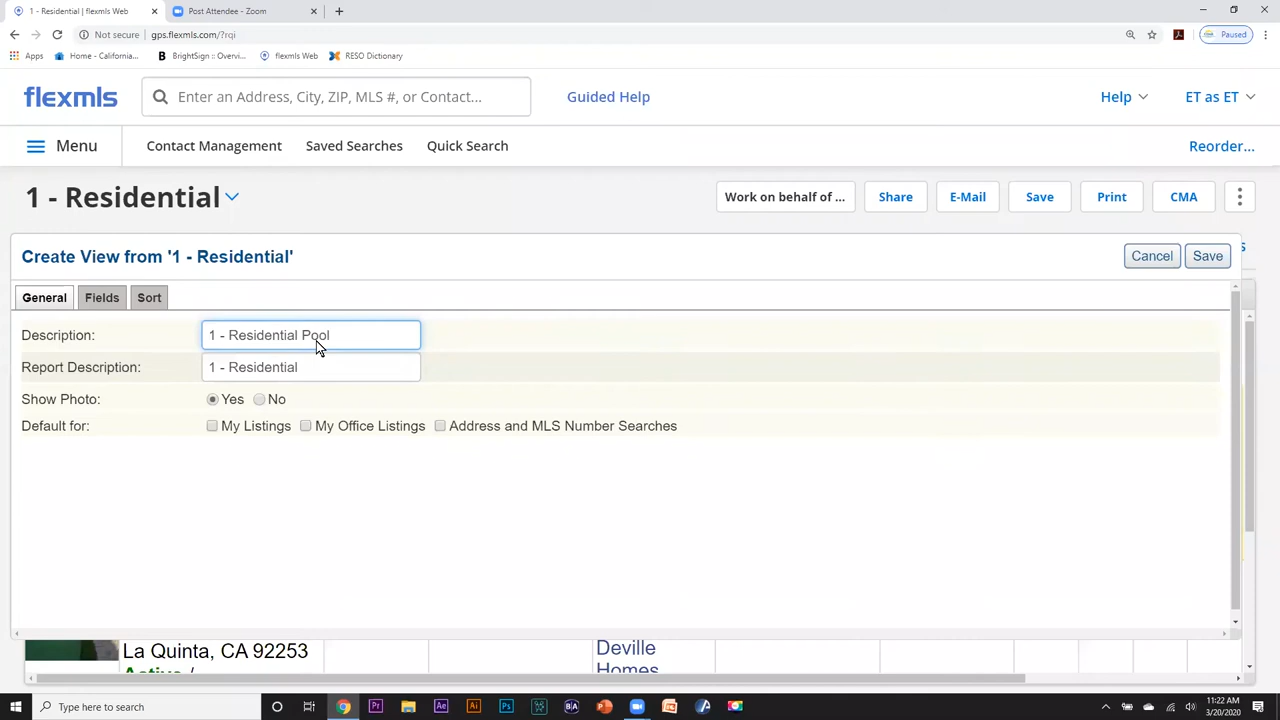 1 - Residential | flexmls Web
Post Attendee - Zoom
Not secure | gps.flexmls.com/?rqi
Paused
Apps
Home - California...
BrightSign :: Overvi...
flexmls Web
RESO Dictionary
flexmls
Enter an Address, City, ZIP, MLS #, or Contact...
Guided Help
Help
ET as ET
Menu
Contact Management
Saved Searches
Quick Search
Reorder...
1 - Residential
Work on behalf of ...
Share
E-Mail
Save
Print
CMA
Create View from '1 - Residential'
Cancel
Save
s
General
Fields
Sort
Description:
1 - Residential Pool
Report Description:
1 - Residential
Show Photo:
Yes
No
Default for:
My Listings
My Office Listings
Address and MLS Number Searches
La Quinta, CA 92253
Active /
Deville
Homes
Type here to search
11:22 AM
3/20/2020